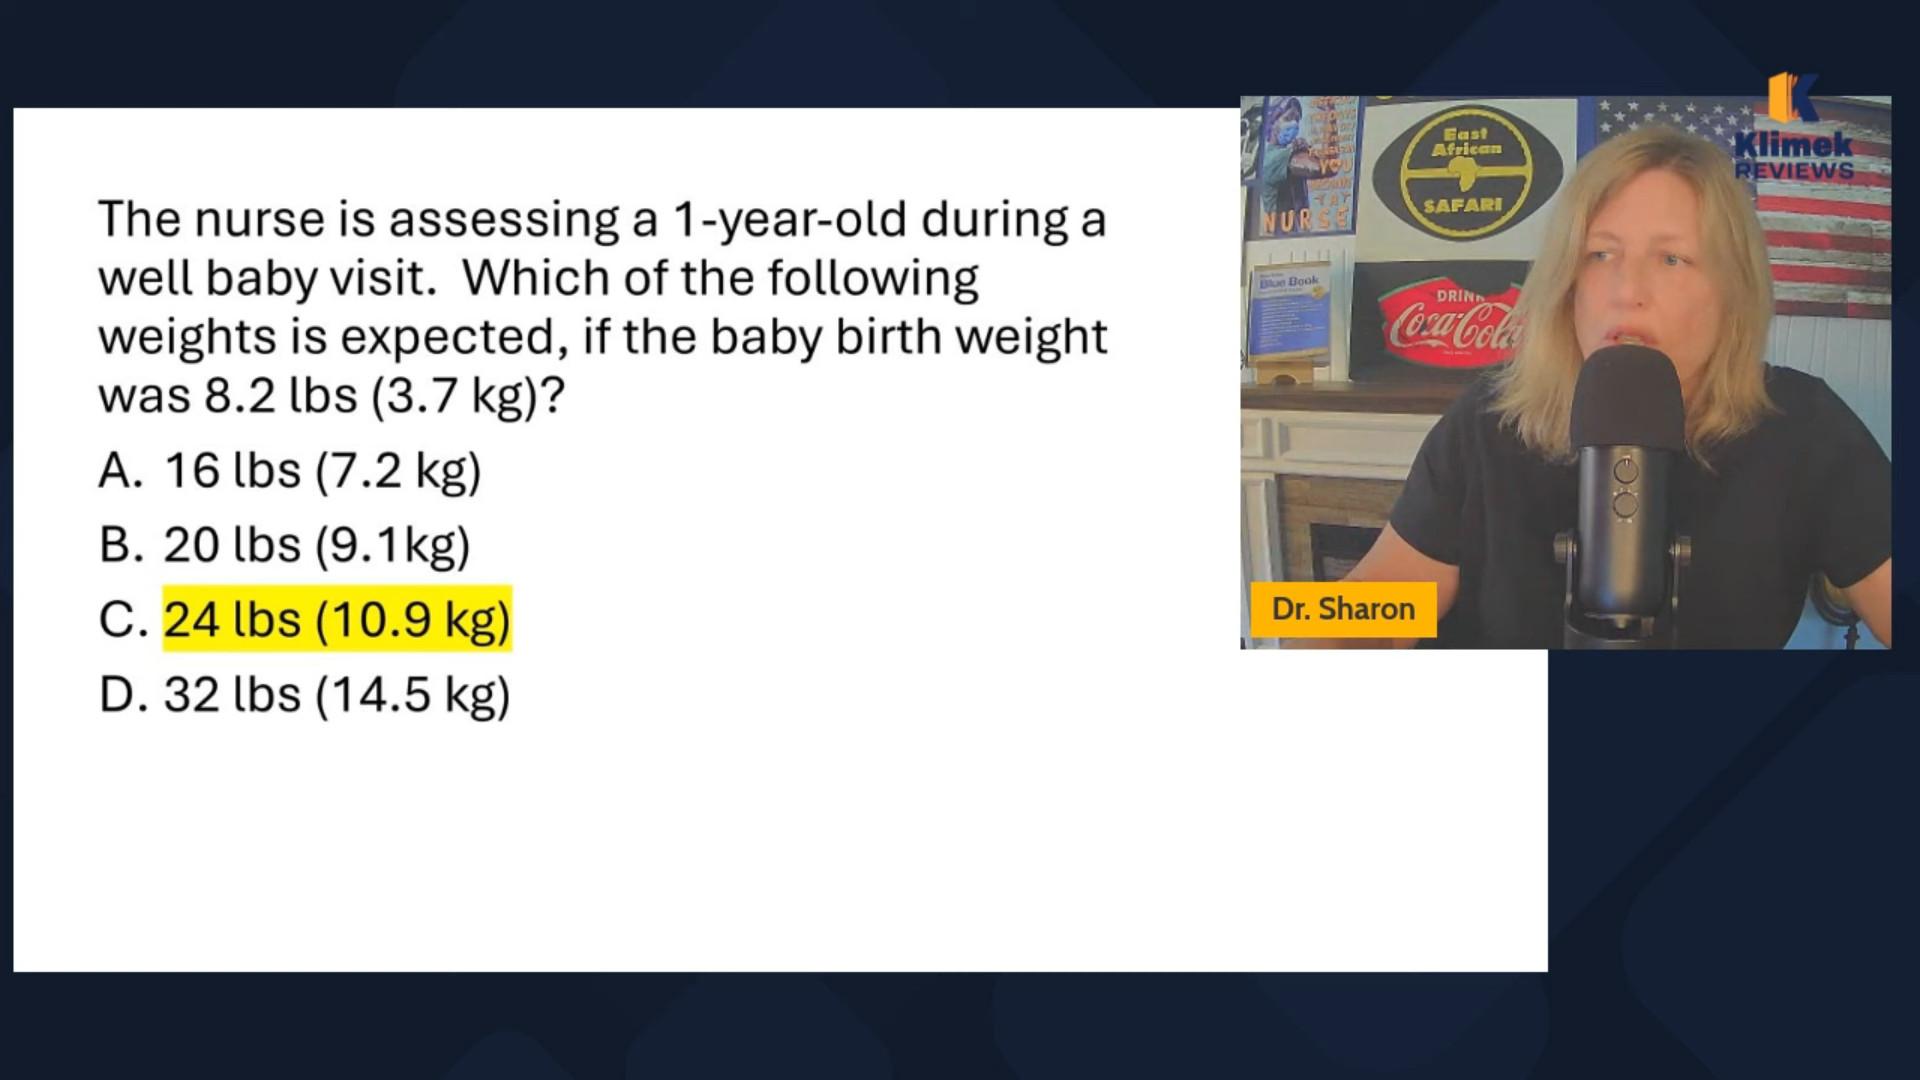 The nurse is assessing a 1-year-old during a
well baby visit. Which of the following
weights is expected, if the baby birth weight
was 8.2 lbs (3.7 kg)?
A. 16 lbs (7.2 kg)
B. 20 lbs (9.1kg)
C. 24 lbs (10.9 kg)
D. 32 lbs (14.5 kg)
Klimek
REVIEWS
East
African
SAFARI
YOU
NURSE
Blue Book
DRINK
Coca-Cola
Dr. Sharon